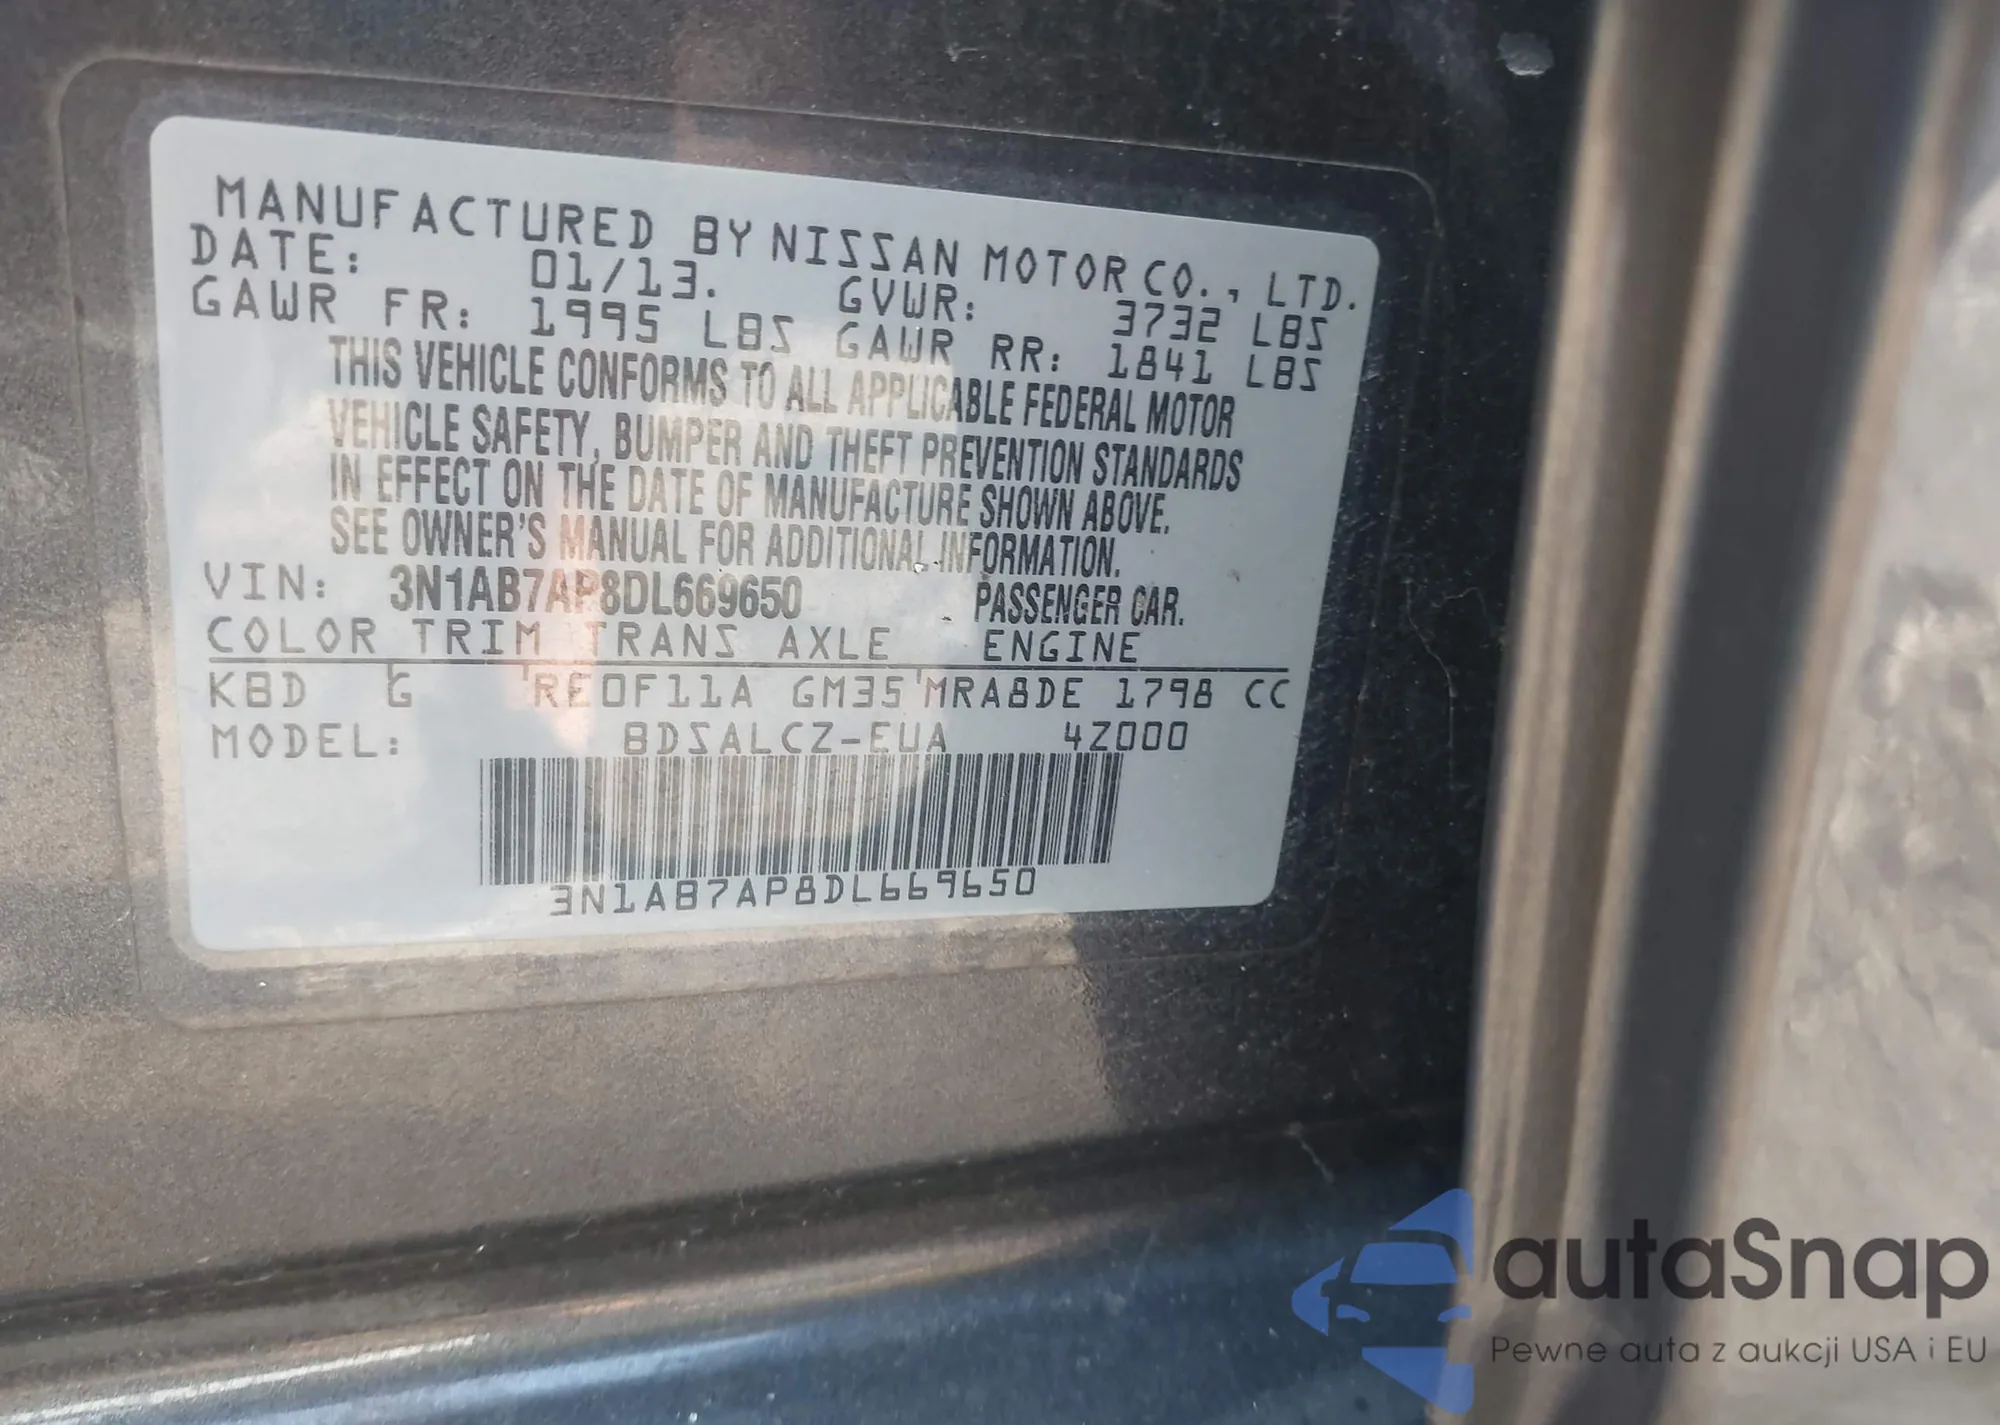 MANUFACTURED BY NISSAN MOTOR CO., LTD.
DATE: 01/13. GVWR: 3732 LBS
GAWR FR: 1995 LBS GAWR RR: 1841 LBS
THIS VEHICLE CONFORMS TO ALL APPLICABLE FEDERAL MOTOR
VEHICLE SAFETY, BUMPER AND THEFT PREVENTION STANDARDS
IN EFFECT ON THE DATE OF MANUFACTURE SHOWN ABOVE.
SEE OWNER'S MANUAL FOR ADDITIONAL INFORMATION.
VIN: 3N1AB7AP8DL669650 PASSENGER CAR.
COLOR TRIM TRANS AXLE ENGINE
KBD G RE0F11A GM35 MRA8DE 1798 CC
MODEL: BDSALCZ-EUA 4Z000
3N1AB7AP8DL669650
autaSnap
Pewne auta z aukcji USA i EU